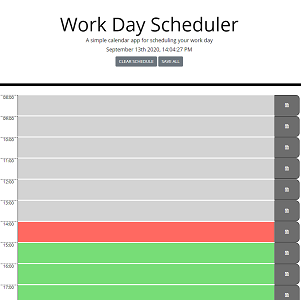 Work Day Scheduler
A simple calendar app for scheduling your work day
September 13th 2020, 14:04:27 PM
CLEAR SCHEDULE SAVE ALL
08:00
09:00
10:00
11:00
12:00
13:00
14:00
15:00
16:00
17:00